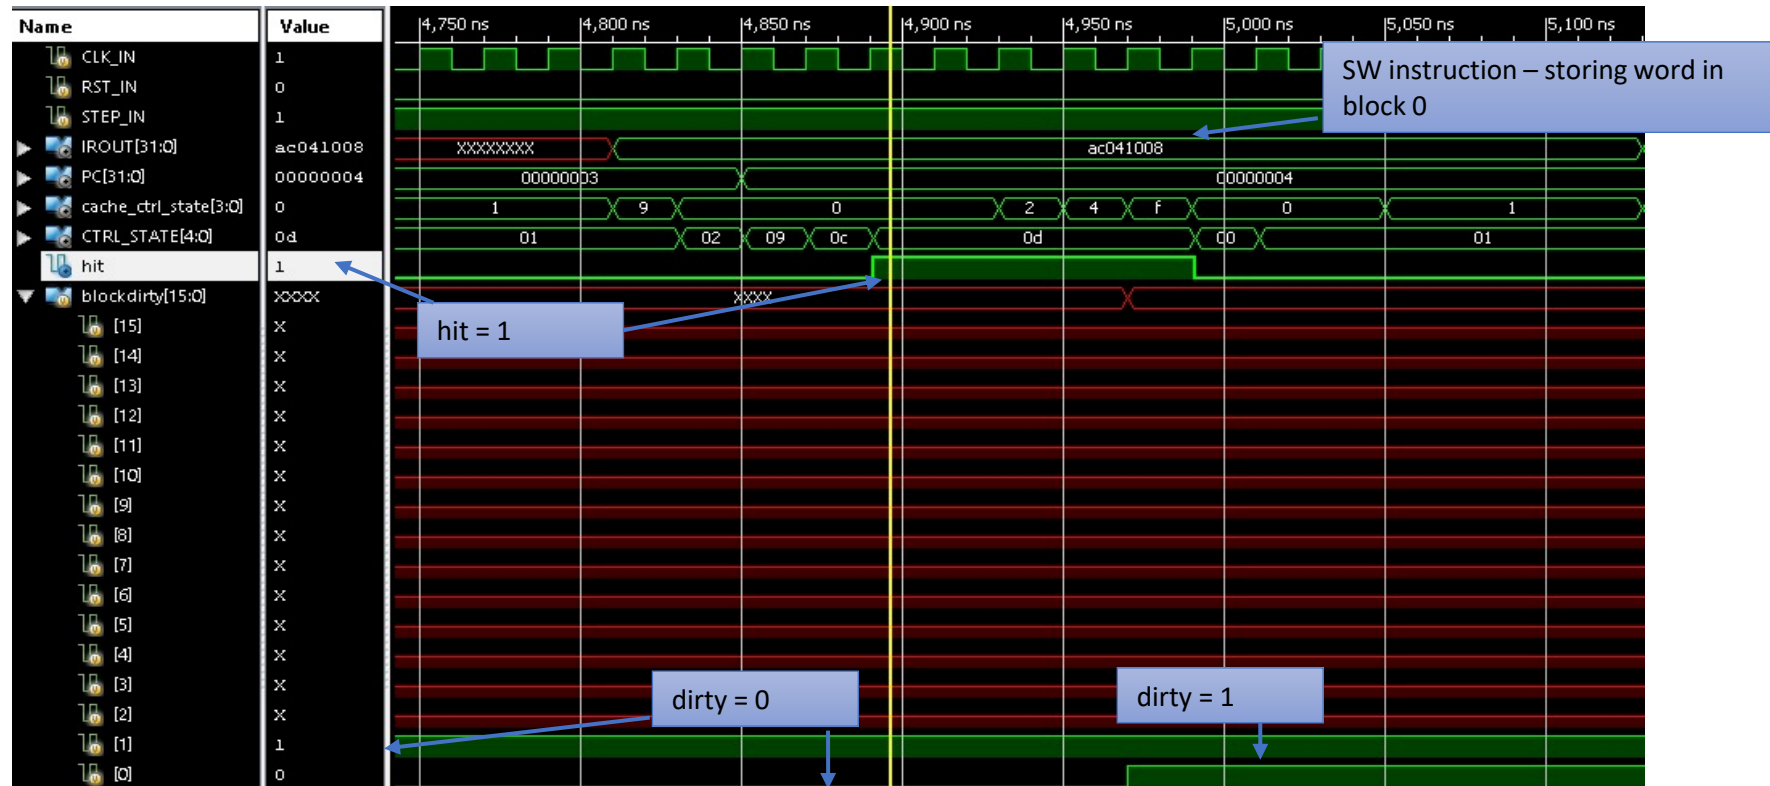 Name Value 4,750 ns 4,800 ns 4,850 ns 4,900 ns 4,950 ns 5,000 ns 5,050 ns 5,100 ns
CLK_IN 1
RST_IN 0
STEP_IN 1
SW instruction – storing word in
block 0
IROUT[31:0] ac041008 XXXXXXXX ac041008
PC[31:0] 00000004 00000003 00000004
cache_ctrl_state[3:0] 0 1 9 0 2 4 f 0 1
CTRL_STATE[4:0] 0d 01 02 09 0c 0d 00 01
hit 1
blockdirty[15:0] XXXX XXXX
hit = 1
[15] X
[14] X
[13] X
[12] X
[11] X
[10] X
[9] X
[8] X
[7] X
[6] X
[5] X
[4] X
[3] X
[2] X
dirty = 0 dirty = 1
[1] 1
[0] 0